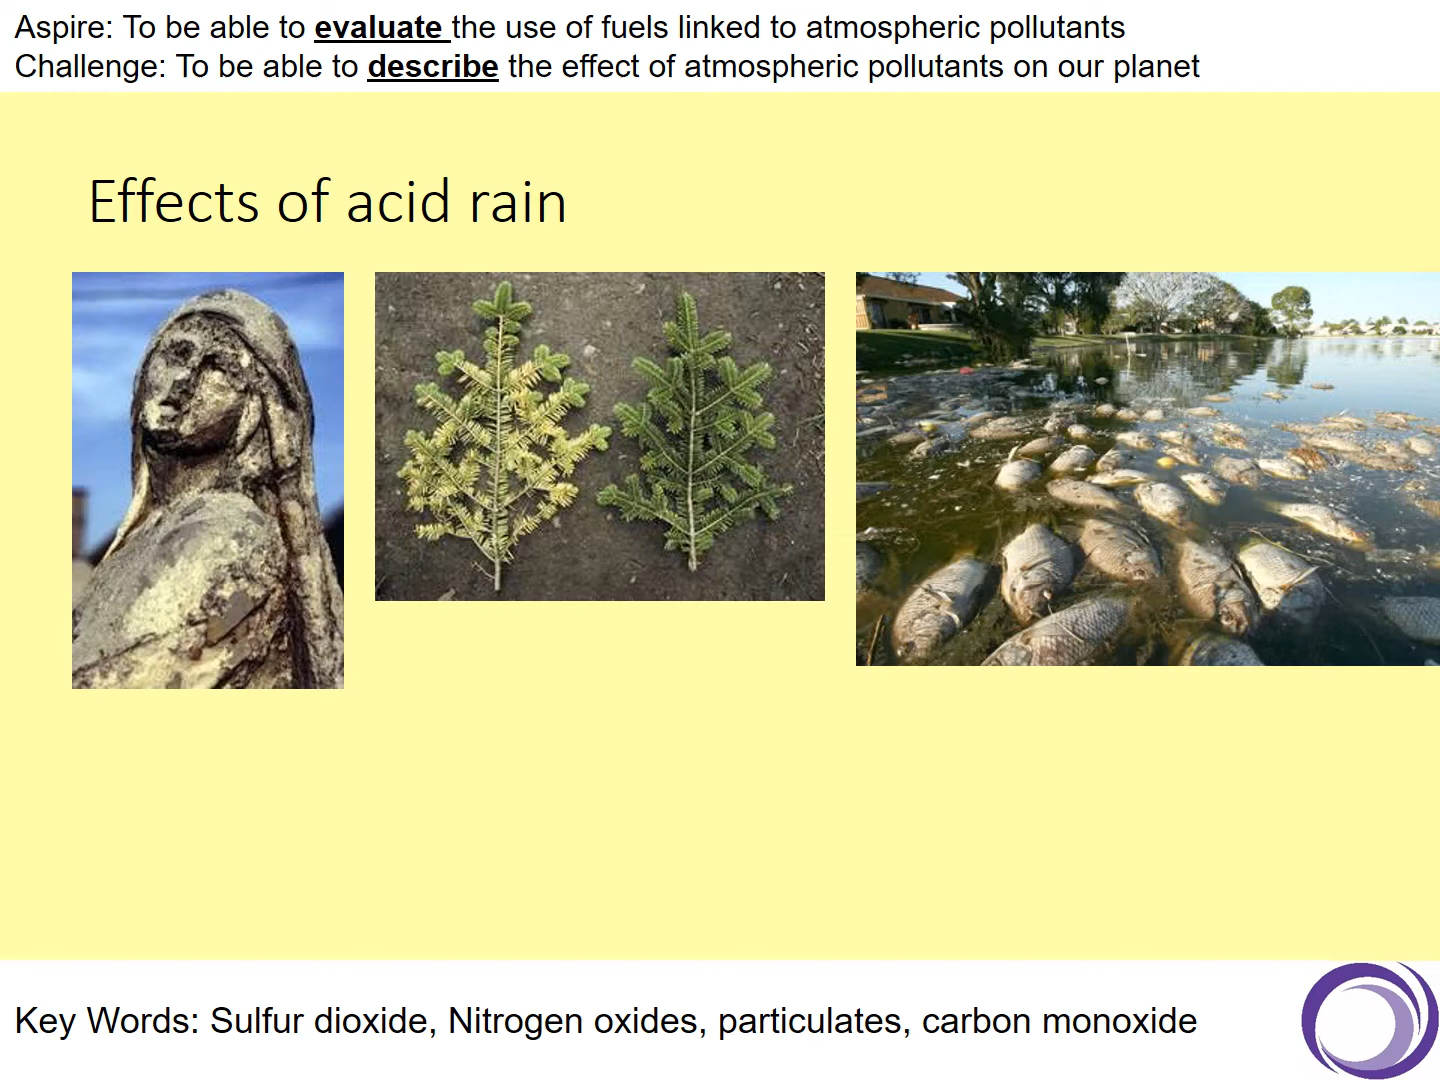 Aspire: To be able to evaluate the use of fuels linked to atmospheric pollutants
Challenge: To be able to describe the effect of atmospheric pollutants on our planet
Effects of acid rain
Key Words: Sulfur dioxide, Nitrogen oxides, particulates, carbon monoxide